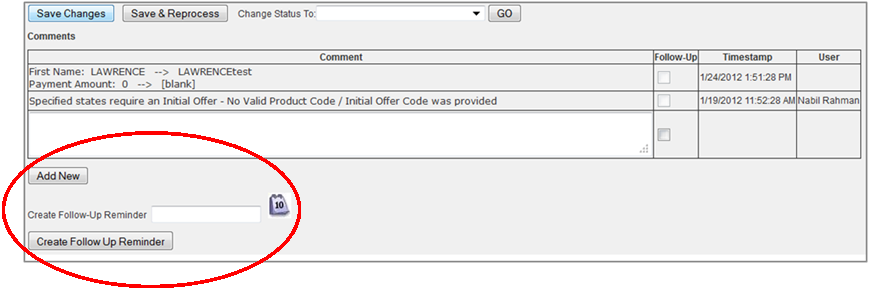 Save Changes Save & Reprocess Change Status To: GO
Comments
Comment Follow-Up Timestamp User
First Name: LAWRENCE --> LAWRENCEtest
Payment Amount: 0 --> [blank]
1/24/2012 1:51:28 PM
Specified states require an Initial Offer - No Valid Product Code / Initial Offer Code was provided 1/19/2012 11:52:28 AM Nabil Rahman
Add New
Create Follow-Up Reminder 10
Create Follow Up Reminder